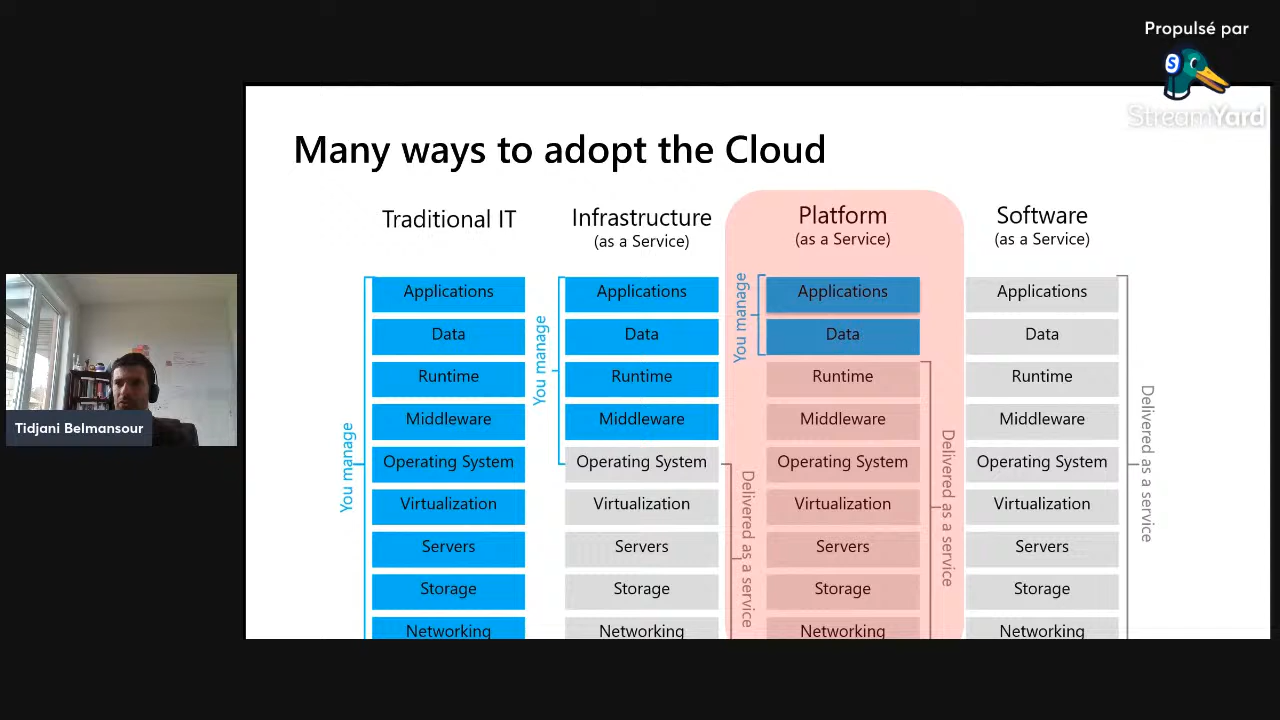 Propulsé par
StreamYard
Many ways to adopt the Cloud
Traditional IT
Infrastructure
(as a Service)
Platform
(as a Service)
Software
(as a Service)
You manage
Applications
Data
Runtime
Middleware
Operating System
Virtualization
Servers
Storage
Networking
You manage
Applications
Data
Runtime
Middleware
Operating System
Virtualization
Servers
Storage
Networking
Delivered as a service
You manage
Applications
Data
Runtime
Middleware
Operating System
Virtualization
Servers
Storage
Networking
Delivered as a service
Applications
Data
Runtime
Middleware
Operating System
Virtualization
Servers
Storage
Networking
Delivered as a service
Tidjani Belmansour